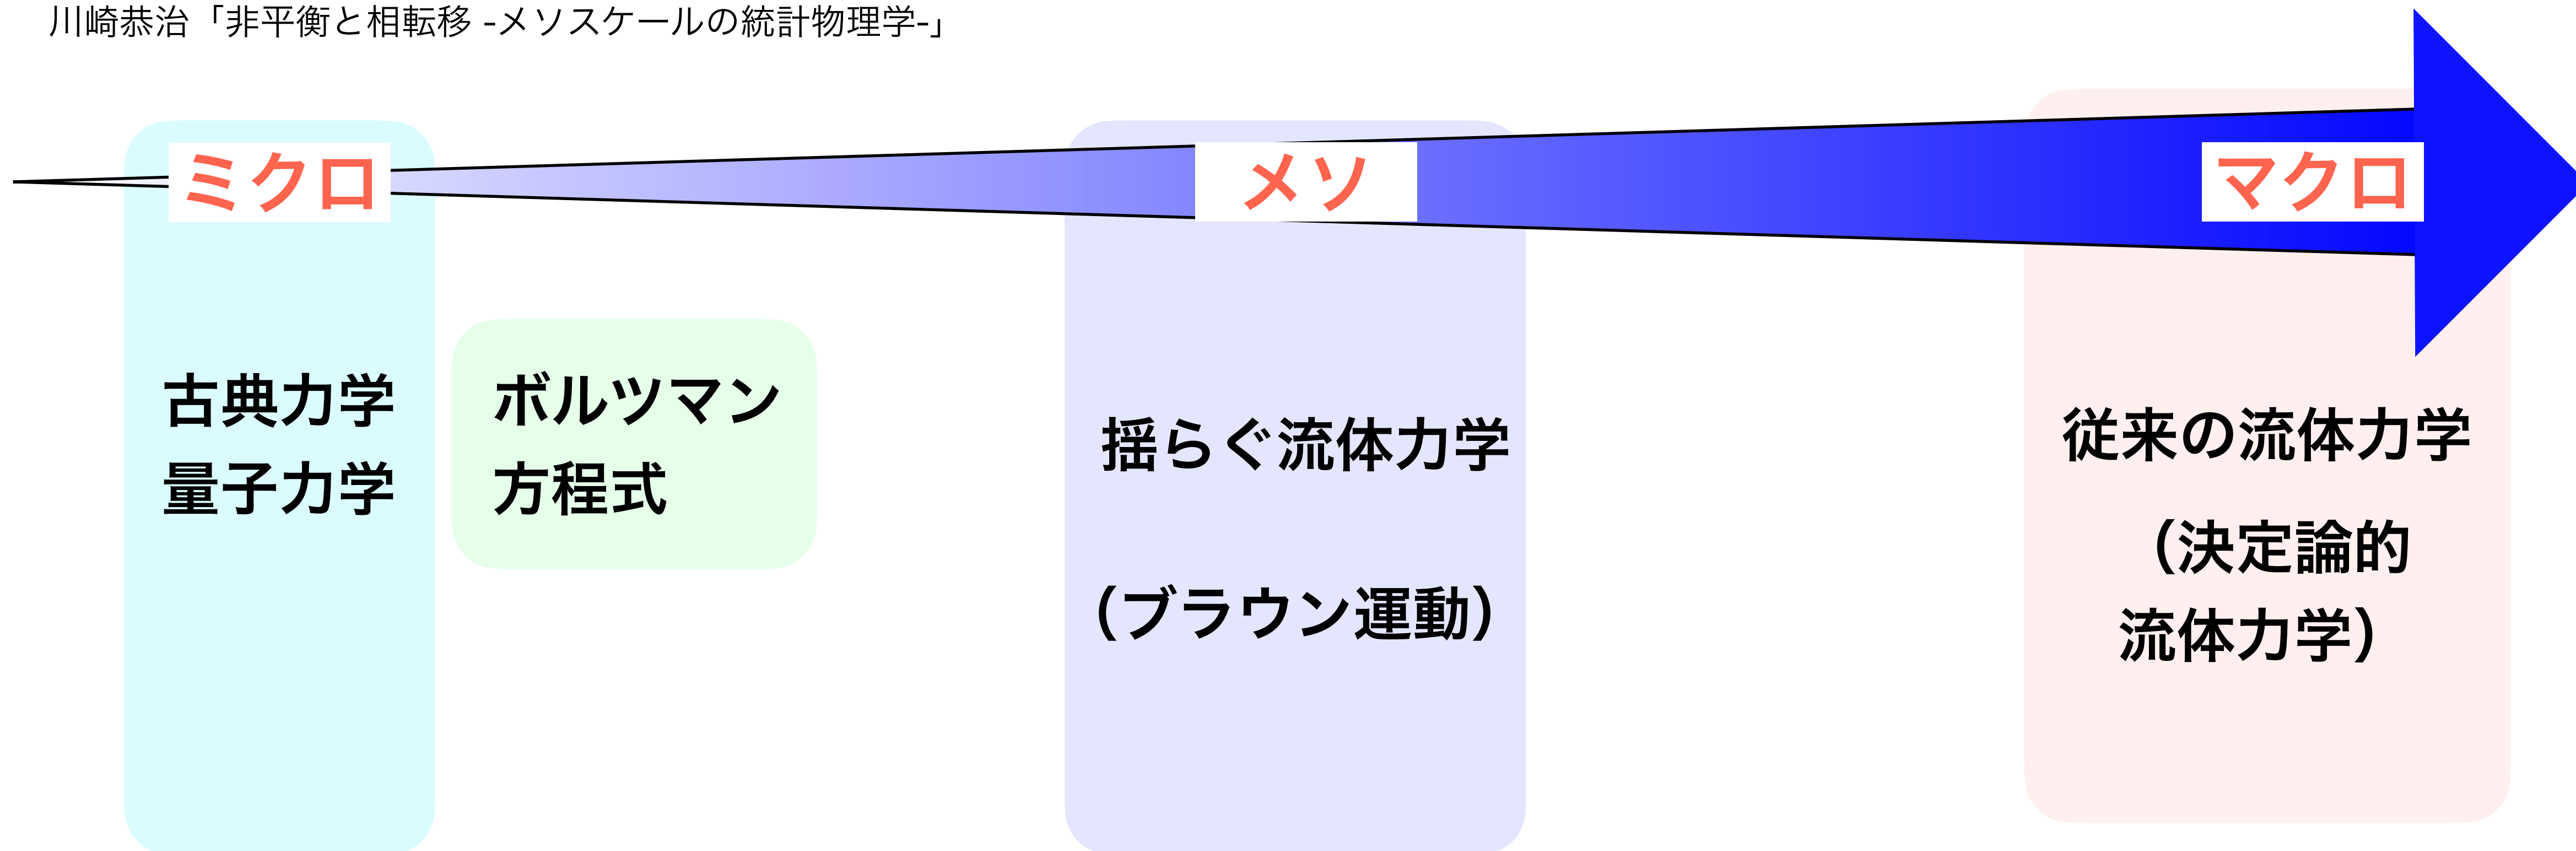 川崎恭治「非平衡と相転移 -メソスケールの統計物理学-」
ミクロ
メソ
マクロ
古典力学
量子力学
ボルツマン
方程式
揺らぐ流体力学
（ブラウン運動）
従来の流体力学
（決定論的
流体力学）